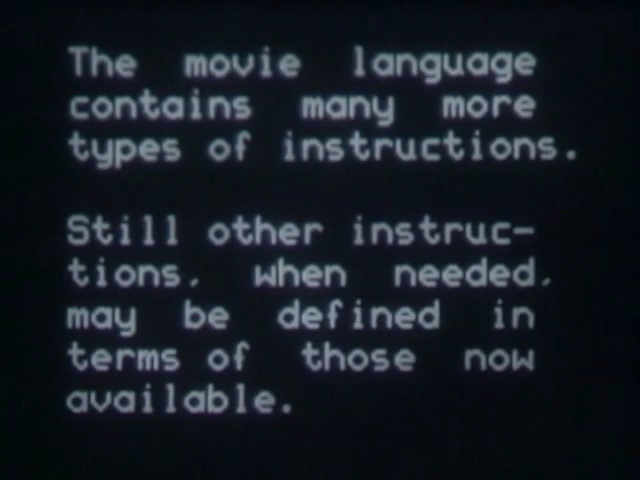 The movie language
contains many more
types of instructions.
Still other instruc-
tions, when needed,
may be defined in
terms of those now
available.